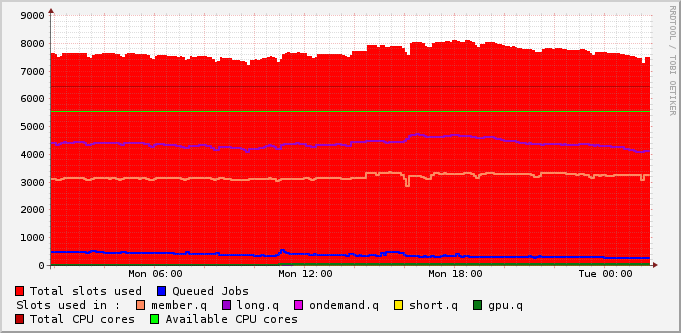 9000
8000
7000
6000
5000
4000
3000
2000
1000
0
Mon 06:00 Mon 12:00 Mon 18:00 Tue 00:00
Total slots used Queued Jobs
Slots used in : member.q long.q ondemand.q short.q gpu.q
Total CPU cores Available CPU cores
RRDTOOL / TOBI OETIKER